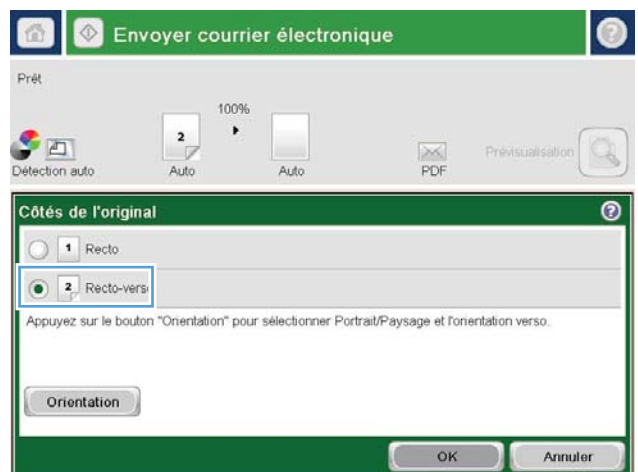 Envoyer courrier électronique
Prêt
100%
2
Détection auto
Auto
Auto
PDF
Prévisualisation
Côtés de l'original
1 Recto
2 Recto-vers
Appuyez sur le bouton "Orientation" pour sélectionner Portrait/Paysage et l'orientation verso.
Orientation
OK
Annuler